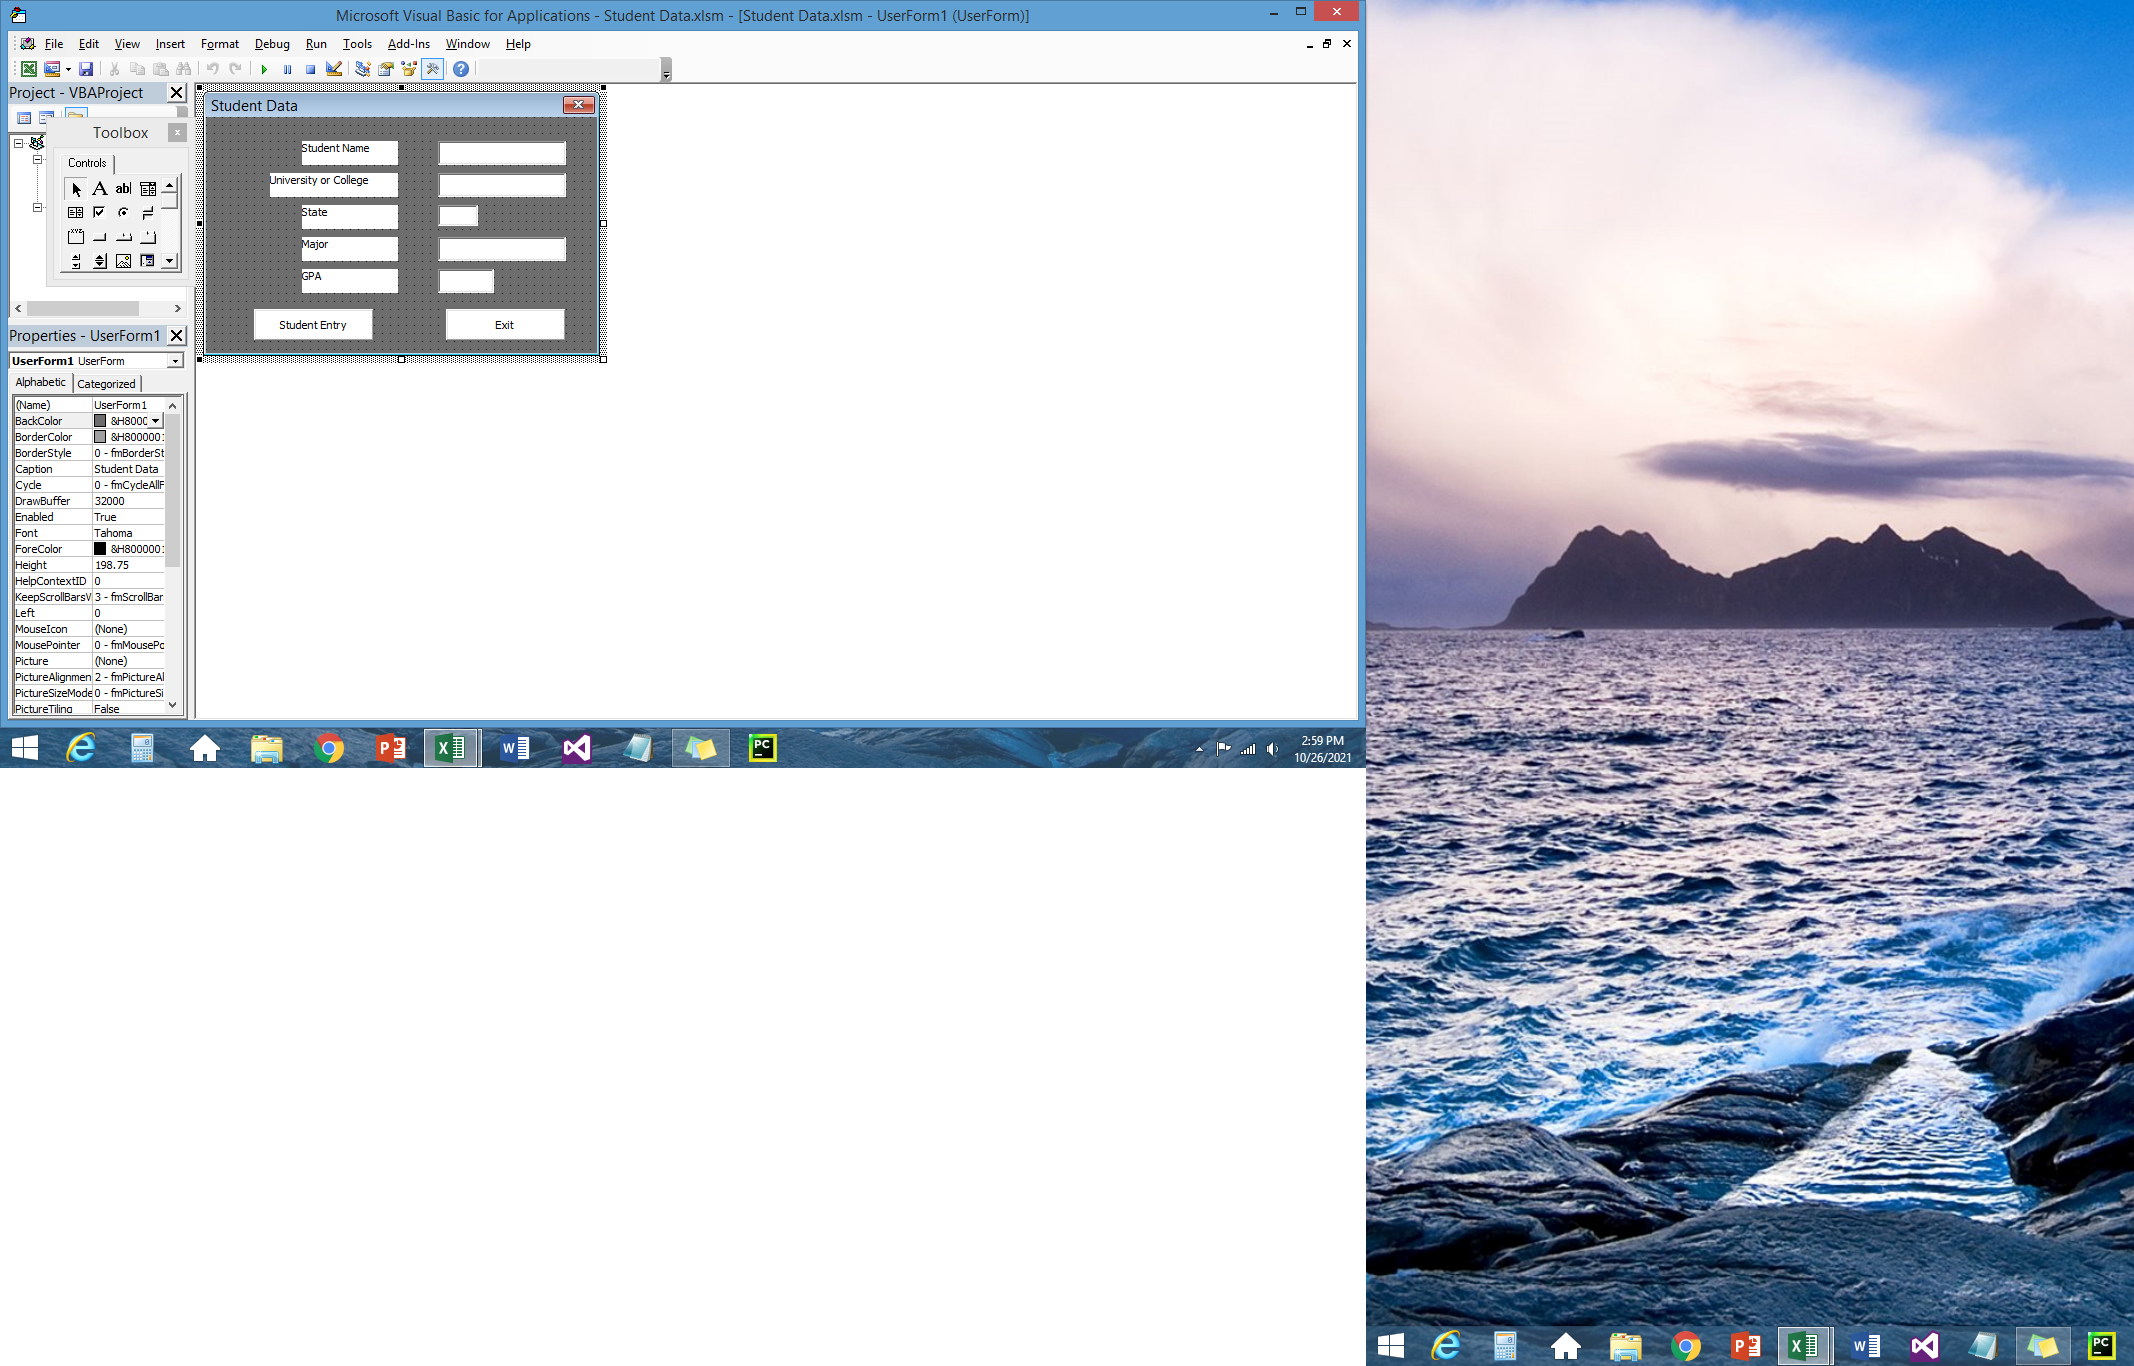 Microsoft Visual Basic for Applications - Student Data.xlsm - [Student Data.xlsm - UserForm1 (UserForm)]
File Edit View Insert Format Debug Run Tools Add-Ins Window Help
Project - VBAProject
Toolbox
Controls
Student Data
Student Name
University or College
State
Major
GPA
Student Entry Exit
Properties - UserForm1
UserForm1 UserForm
Alphabetic Categorized
(Name) UserForm1
BackColor &H800
BorderColor &H800000
BorderStyle 0 - fmBorderSt
Caption Student Data
Cycle 0 - fmCycleAllF
DrawBuffer 32000
Enabled True
Font Tahoma
ForeColor &H800000
Height 198.75
HelpContextID 0
KeepScrollBarsV 3 - fmScrollBar
Left 0
MouseIcon (None)
MousePointer 0 - fmMousePo
Picture (None)
PictureAlignmen 2 - fmPictureAl
PictureSizeMode 0 - fmPictureSi
PictureTiling False
2:59 PM
10/26/2021